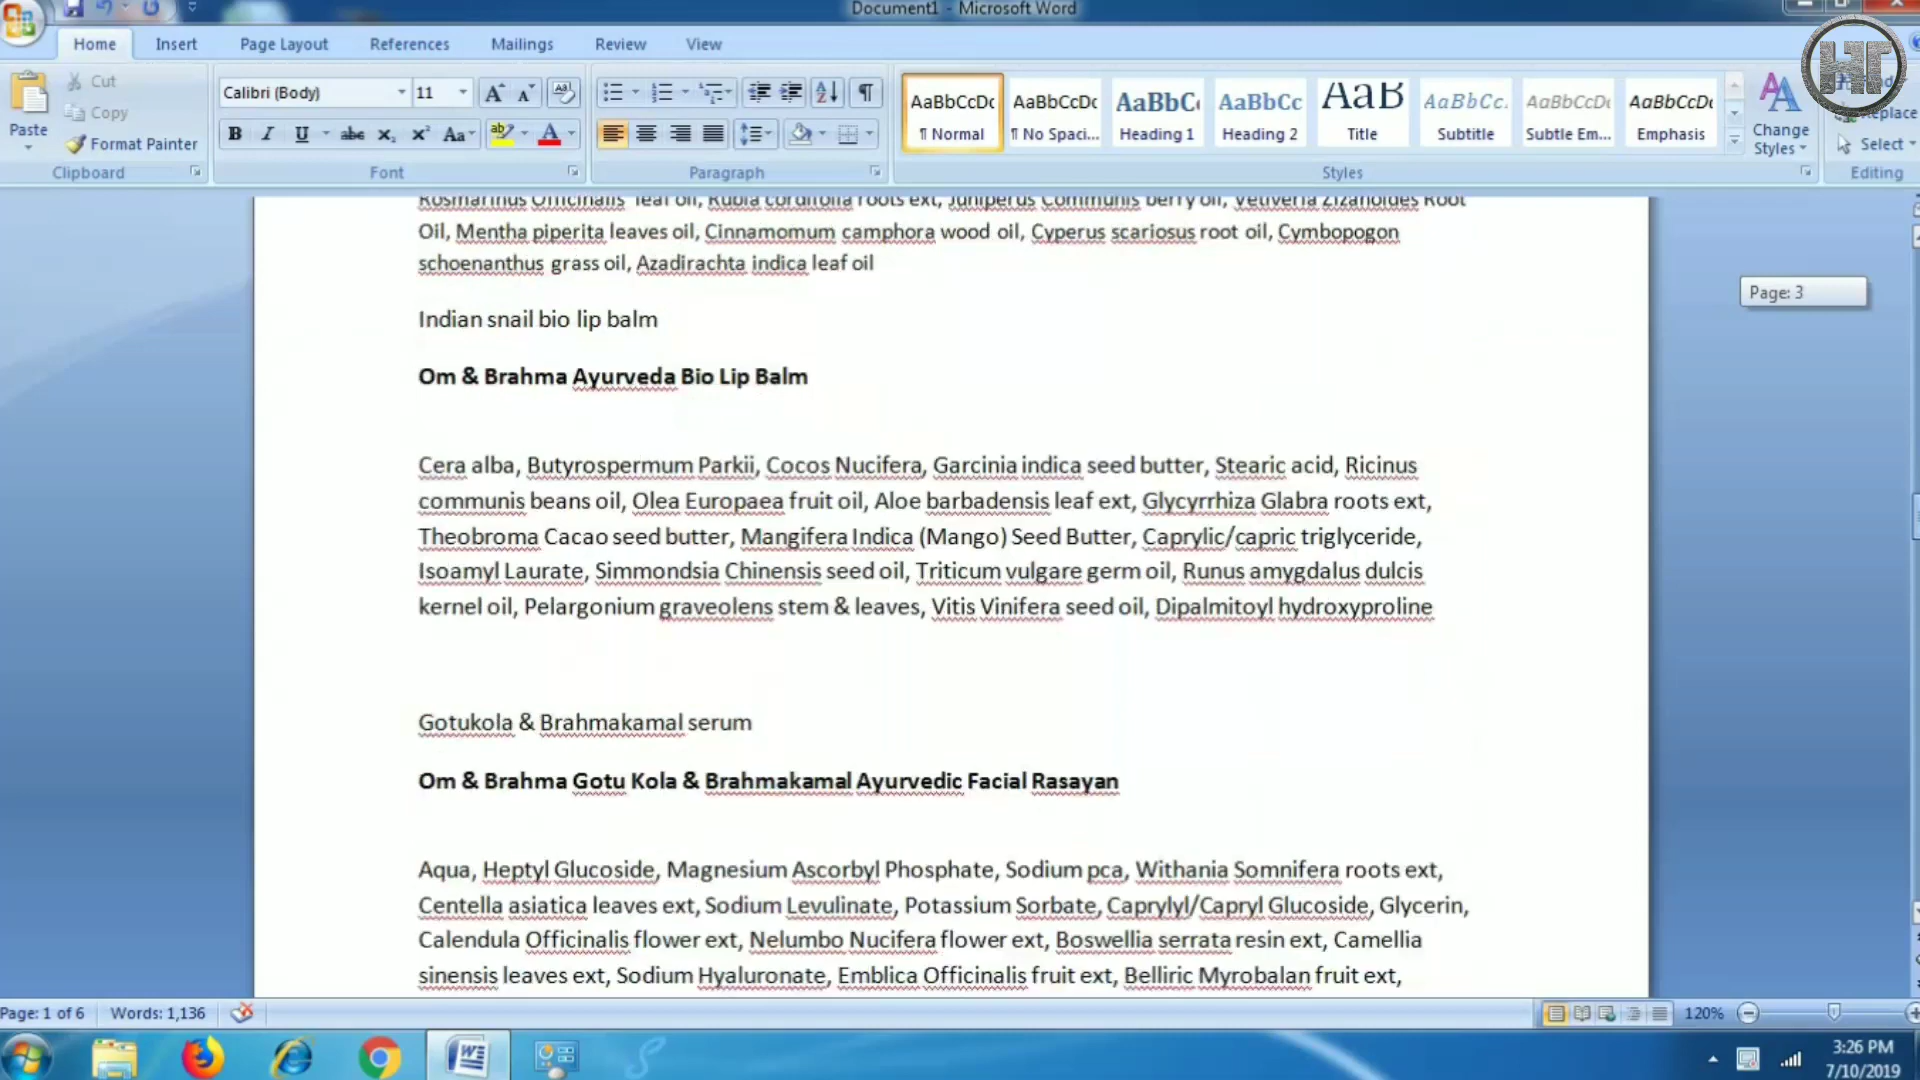 Document1 - Microsoft Word
Home Insert Page Layout References Mailings Review View
Cut
Copy
Paste
Format Painter
Clipboard
Calibri (Body) 11
Font
Paragraph
AaBbCcDc AaBbCcDc AaBbC AaBbCc AaB AaBbCc. AaBbCcDc AaBbCcDc
¶ Normal ¶ No Spaci... Heading 1 Heading 2 Title Subtitle Subtle Em... Emphasis
Change Styles
Styles
Replace
Select
Editing
HT
Rosmarinus Officinalis leaf oil, Rubia cordifolia roots ext, Juniperus Communis berry oil, Vetiveria Zizanoides Root
Oil, Mentha piperita leaves oil, Cinnamomum camphora wood oil, Cyperus scariosus root oil, Cymbopogon
schoenanthus grass oil, Azadirachta indica leaf oil
Page: 3
Indian snail bio lip balm
Om & Brahma Ayurveda Bio Lip Balm
Cera alba, Butyrospermum Parkii, Cocos Nucifera, Garcinia indica seed butter, Stearic acid, Ricinus
communis beans oil, Olea Europaea fruit oil, Aloe barbadensis leaf ext, Glycyrrhiza Glabra roots ext,
Theobroma Cacao seed butter, Mangifera Indica (Mango) Seed Butter, Caprylic/capric triglyceride,
Isoamyl Laurate, Simmondsia Chinensis seed oil, Triticum vulgare germ oil, Runus amygdalus dulcis
kernel oil, Pelargonium graveolens stem & leaves, Vitis Vinifera seed oil, Dipalmitoyl hydroxyproline
Gotukola & Brahmakamal serum
Om & Brahma Gotu Kola & Brahmakamal Ayurvedic Facial Rasayan
Aqua, Heptyl Glucoside, Magnesium Ascorbyl Phosphate, Sodium pca, Withania Somnifera roots ext,
Centella asiatica leaves ext, Sodium Levulinate, Potassium Sorbate, Caprylyl/Capryl Glucoside, Glycerin,
Calendula Officinalis flower ext, Nelumbo Nucifera flower ext, Boswellia serrata resin ext, Camellia
sinensis leaves ext, Sodium Hyaluronate, Emblica Officinalis fruit ext, Belliric Myrobalan fruit ext,
Page: 1 of 6 Words: 1,136 120%
3:26 PM
7/10/2019